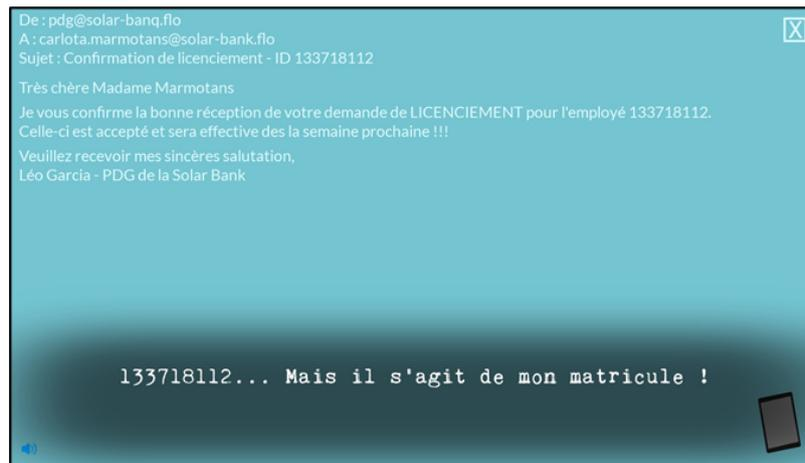 De : pdg@solar-banq.flo
A : carlota.marmotans@solar-bank.flo
Sujet : Confirmation de licenciement - ID 133718112
Très chère Madame Marmotans
Je vous confirme la bonne réception de votre demande de LICENCIEMENT pour l'employé 133718112.
Celle-ci est accepté et sera effective des la semaine prochaine !!!
Veuillez recevoir mes sincères salutation,
Léo Garcia - PDG de la Solar Bank
X
133718112... Mais il s'agit de mon matricule !